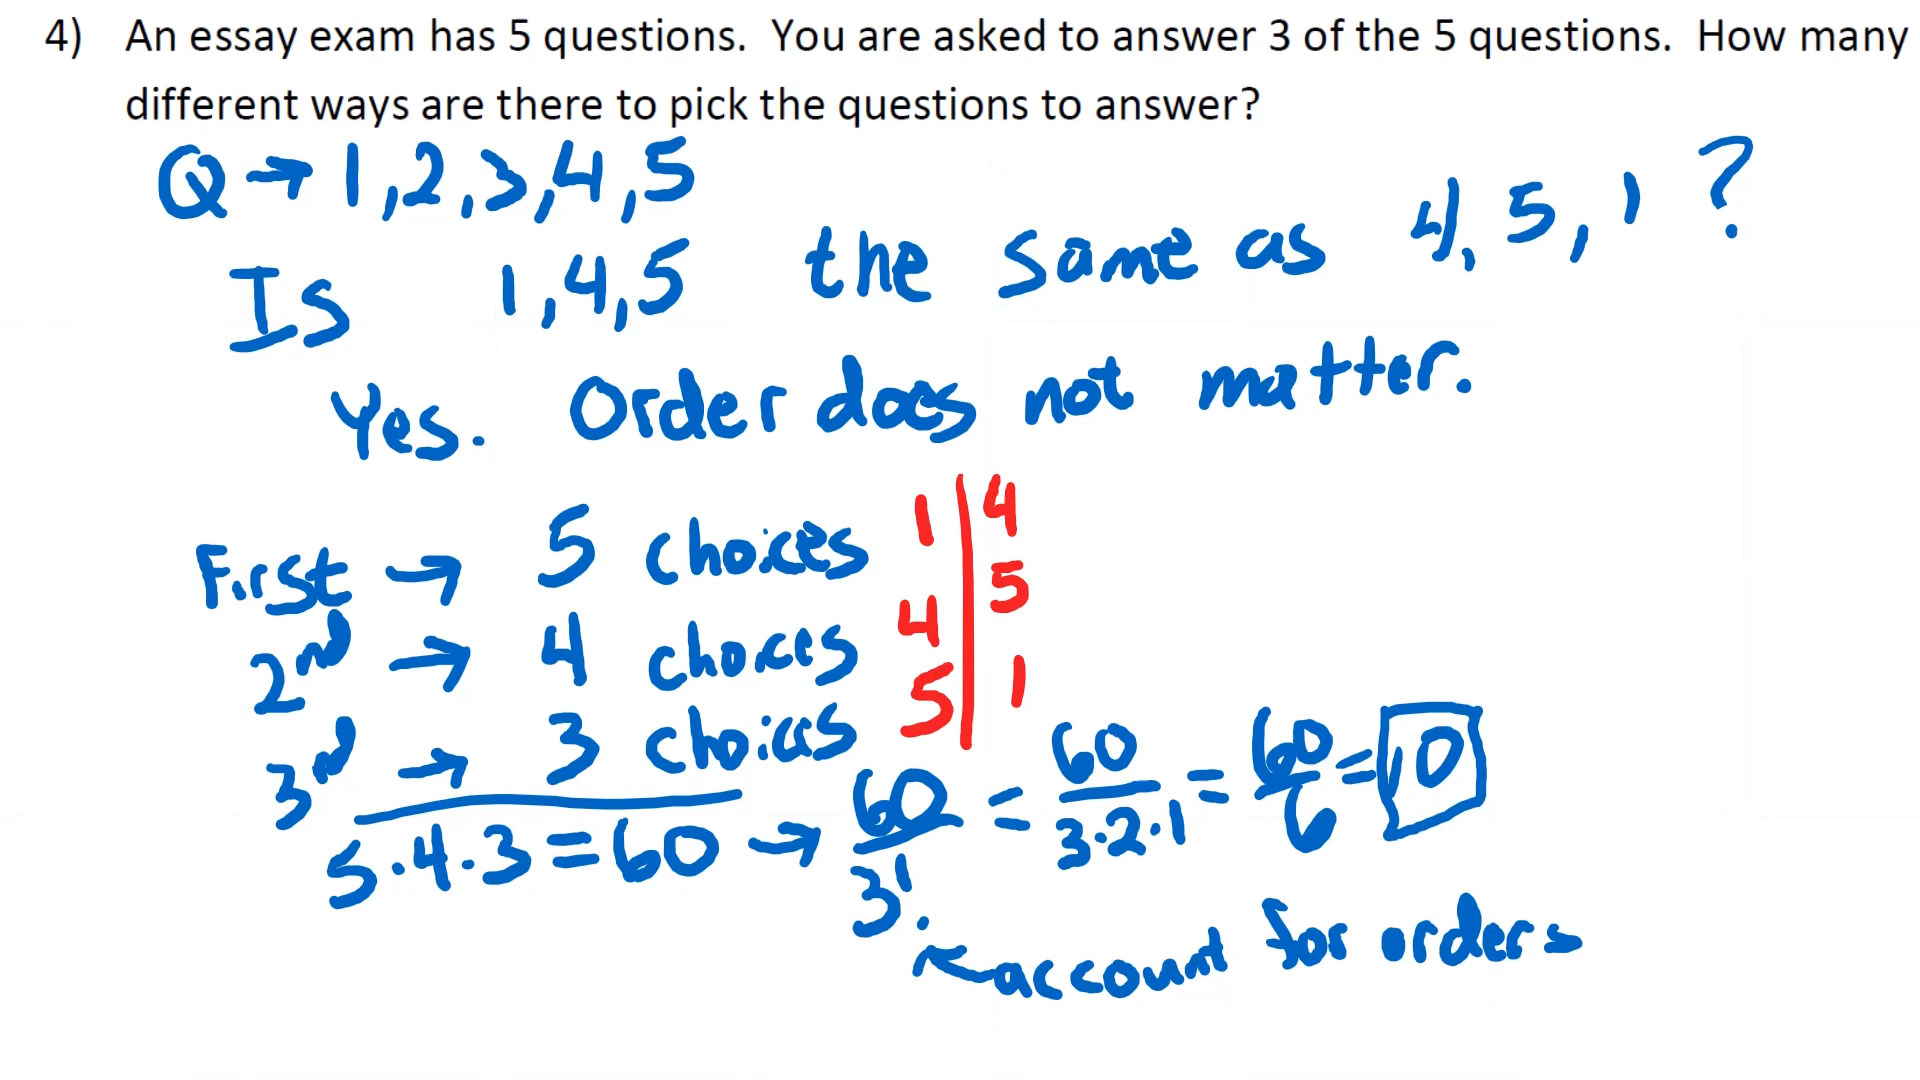 4) An essay exam has 5 questions. You are asked to answer 3 of the 5 questions. How many
different ways are there to pick the questions to answer?
Q → 1,2,3,4,5
Is 1,4,5 the same as 4,5,1 ?
Yes. Order does not matter.
First → 5 choices
2nd → 4 choices
3rd → 3 choices
1 | 4
4 | 5
5 | 1
5·4·3 = 60 → 60/3! = 60/3·2·1 = 60/6 = 10
account for orders